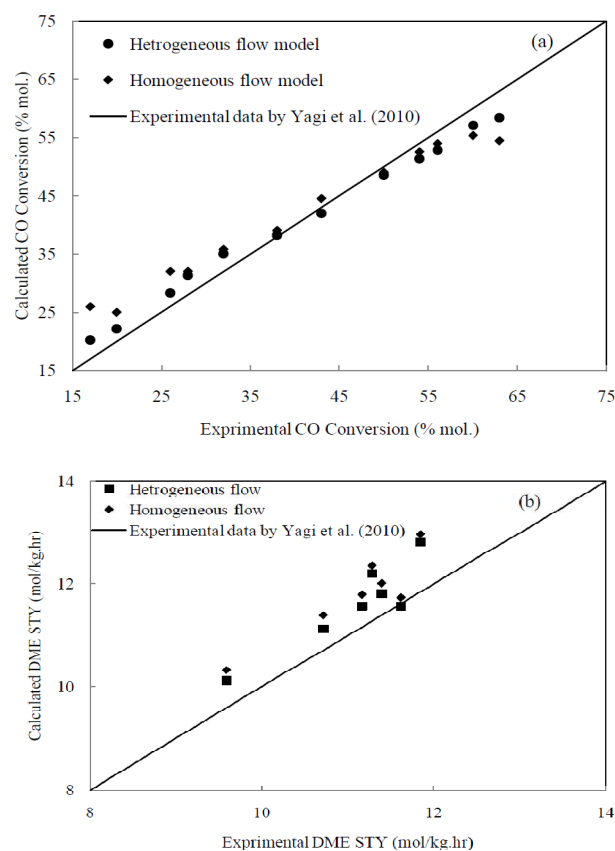 75
65
55
45
35
25
15
Calculated CO Conversion (% mol.)
(a)
Hetrogeneous flow model
Homogeneous flow model
Experimental data by Yagi et al. (2010)
15 25 35 45 55 65 75
Exprimental CO Conversion (% mol.)
14
12
10
8
Calculated DME STY (mol/kg.hr)
Hetrogeneous flow
(b)
Homogeneous flow
Experimental data by Yagi et al. (2010)
8 10 12 14
Exprimental DME STY (mol/kg.hr)